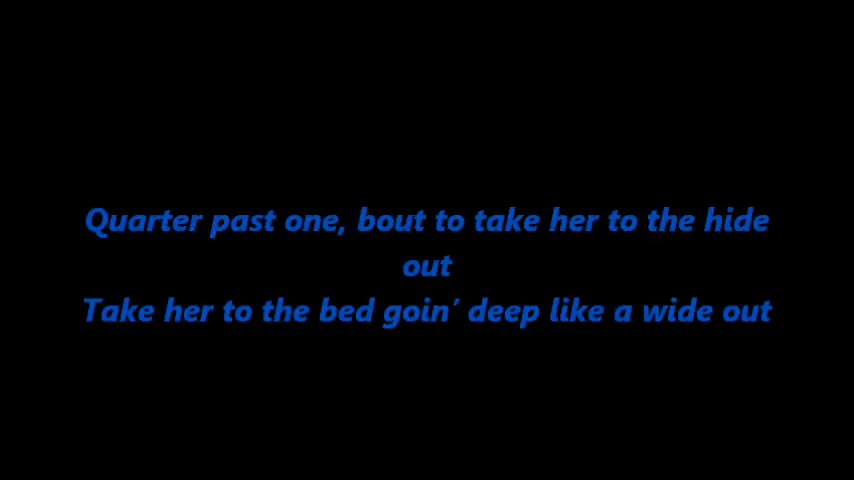 Quarter past one, bout to take her to the hide
out
Take her to the bed goin’ deep like a wide out